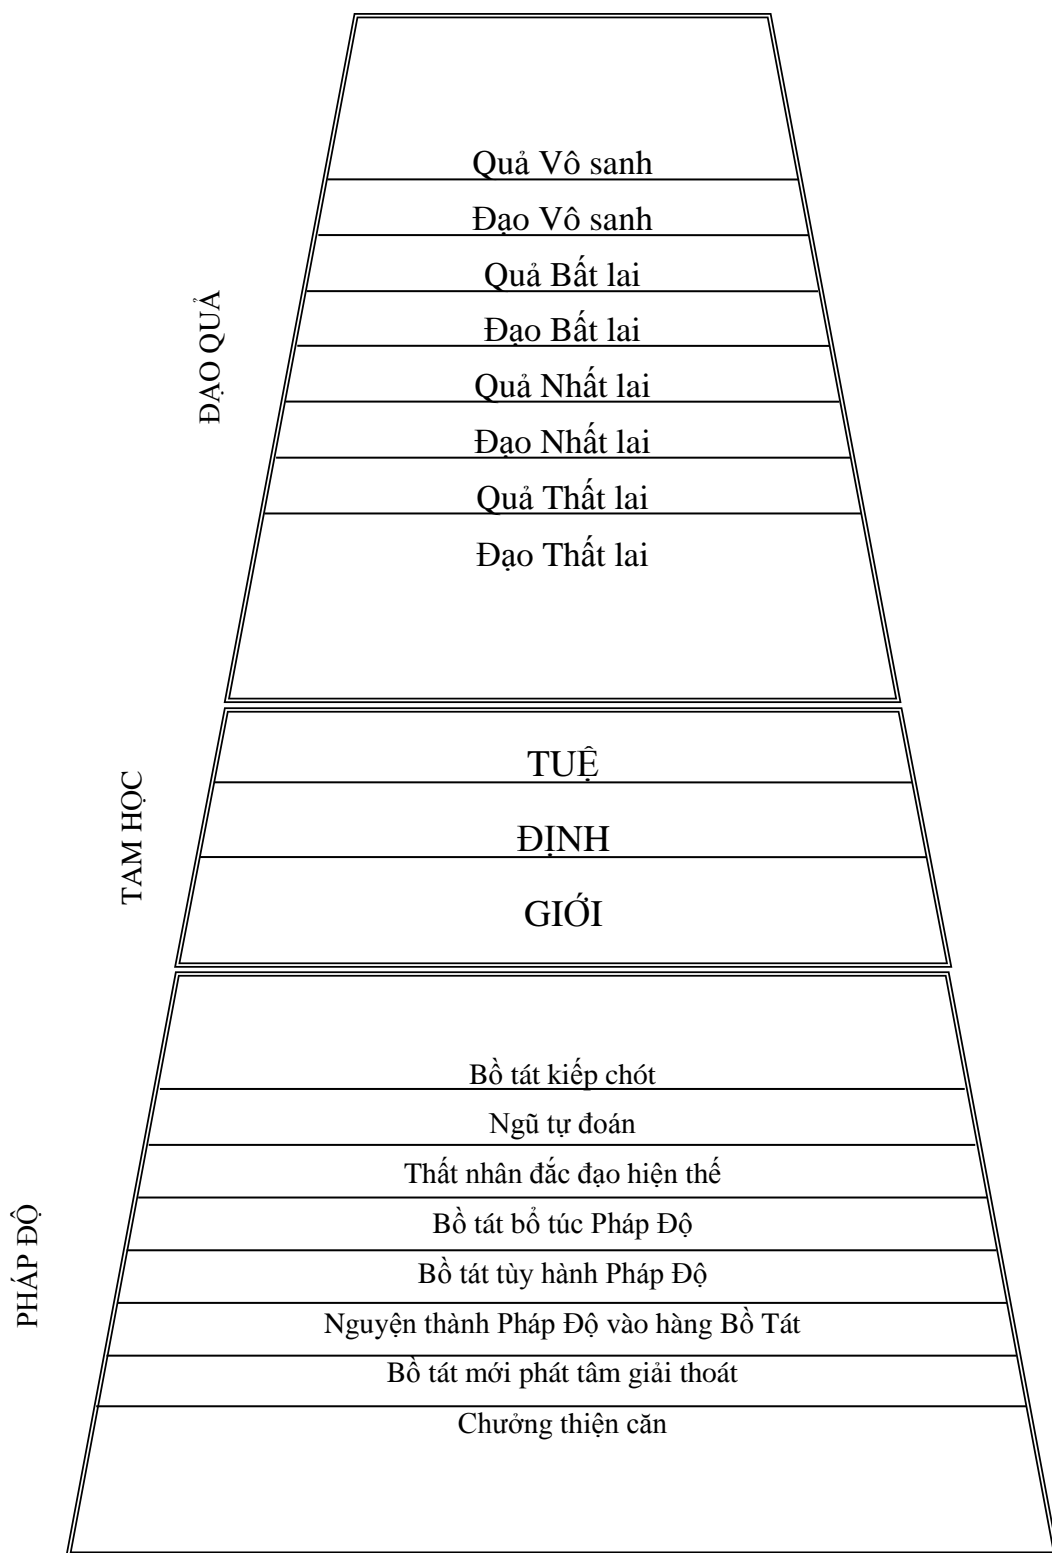 ĐẠO QUẢ
Quả Vô sanh
Đạo Vô sanh
Quả Bất lai
Đạo Bất lai
Quả Nhất lai
Đạo Nhất lai
Quả Thất lai
Đạo Thất lai
TAM HỌC
TUỆ
ĐỊNH
GIỚI
PHÁP ĐỘ
Bồ tát kiếp chót
Ngũ tự đoán
Thất nhân đắc đạo hiện thế
Bồ tát bổ túc Pháp Độ
Bồ tát tùy hành Pháp Độ
Nguyện thành Pháp Độ vào hàng Bồ Tát
Bồ tát mới phát tâm giải thoát
Chưởng thiện căn